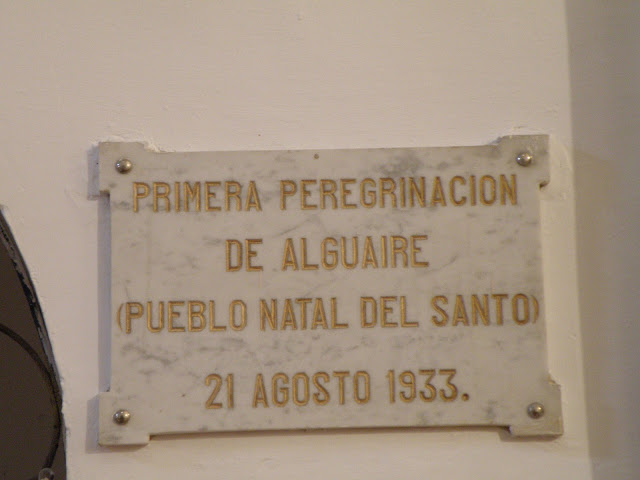 PRIMERA PEREGRINACION
DE ALGUAIRE
(PUEBLO NATAL DEL SANTO)
21 AGOSTO 1933.